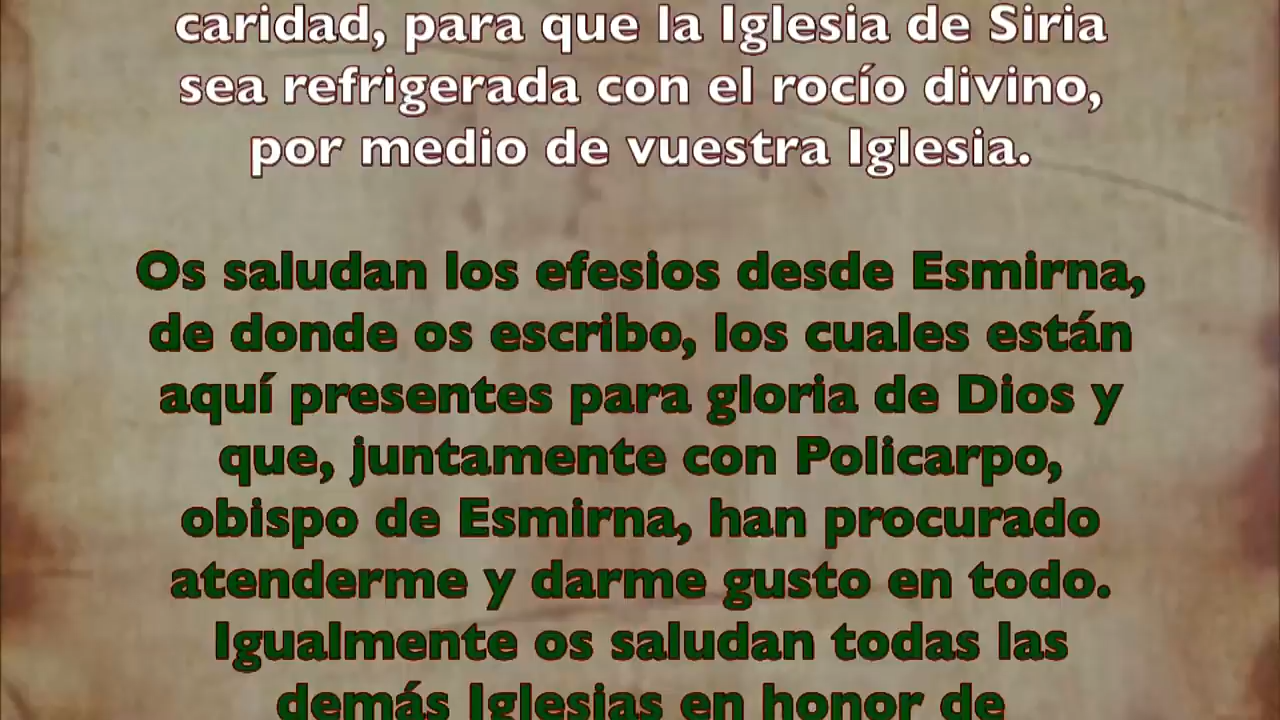 caridad, para que la Iglesia de Siria
sea refrigerada con el rocío divino,
por medio de vuestra Iglesia.
Os saludan los efesios desde Esmirna,
de donde os escribo, los cuales están
aquí presentes para gloria de Dios y
que, juntamente con Policarpo,
obispo de Esmirna, han procurado
atenderme y darme gusto en todo.
Igualmente os saludan todas las
demás Iglesias en honor de